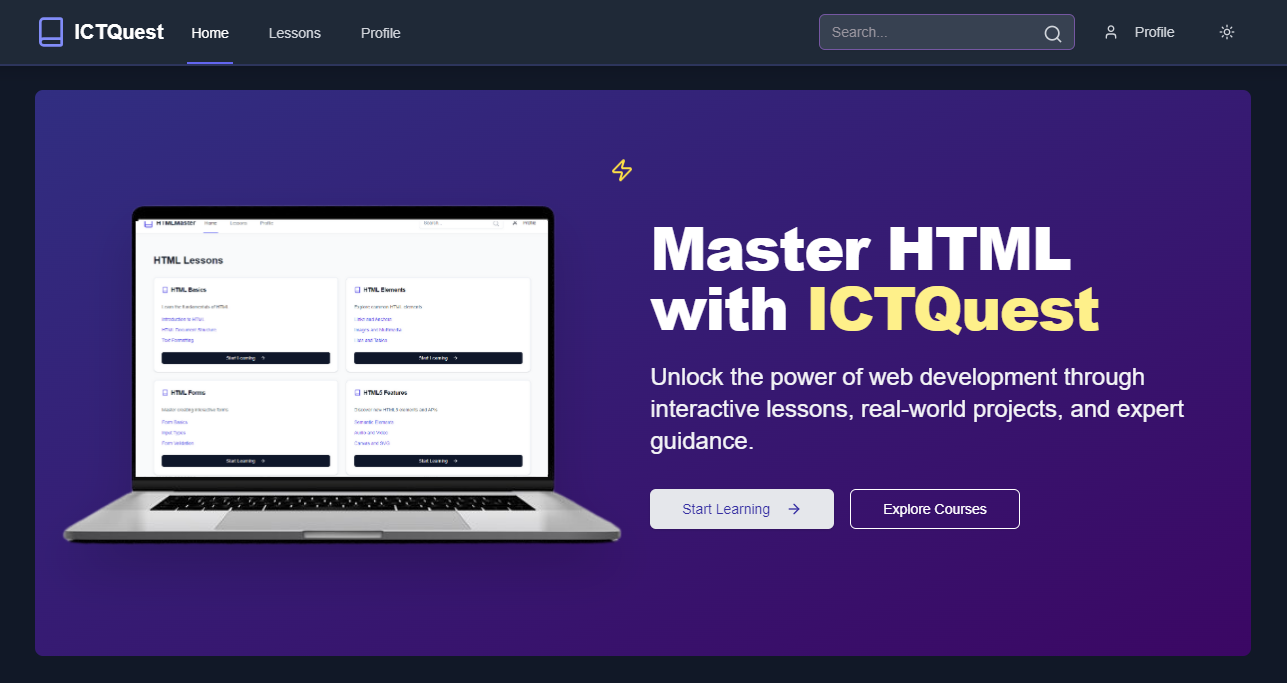 ICTQuest
Home
Lessons
Profile
Search...
Profile
HTMLMaster
Home
Lessons
Profile
Search...
Profile
HTML Lessons
HTML Basics
HTML Elements
Learn the fundamentals of HTML
Explore common HTML elements
Introduction to HTML
Links and Anchors
HTML Document Structure
Images and Multimedia
Text Formatting
Lists and Tables
Start Learning
Start Learning
HTML Forms
HTML5 Features
Master creating interactive forms
Discover new HTML5 elements and APIs
Form Basics
Semantic Elements
Input Types
Audio and Video
Form Validation
Canvas and SVG
Start Learning
Start Learning
Master HTML
with ICTQuest
Unlock the power of web development through
interactive lessons, real-world projects, and expert
guidance.
Start Learning
Explore Courses